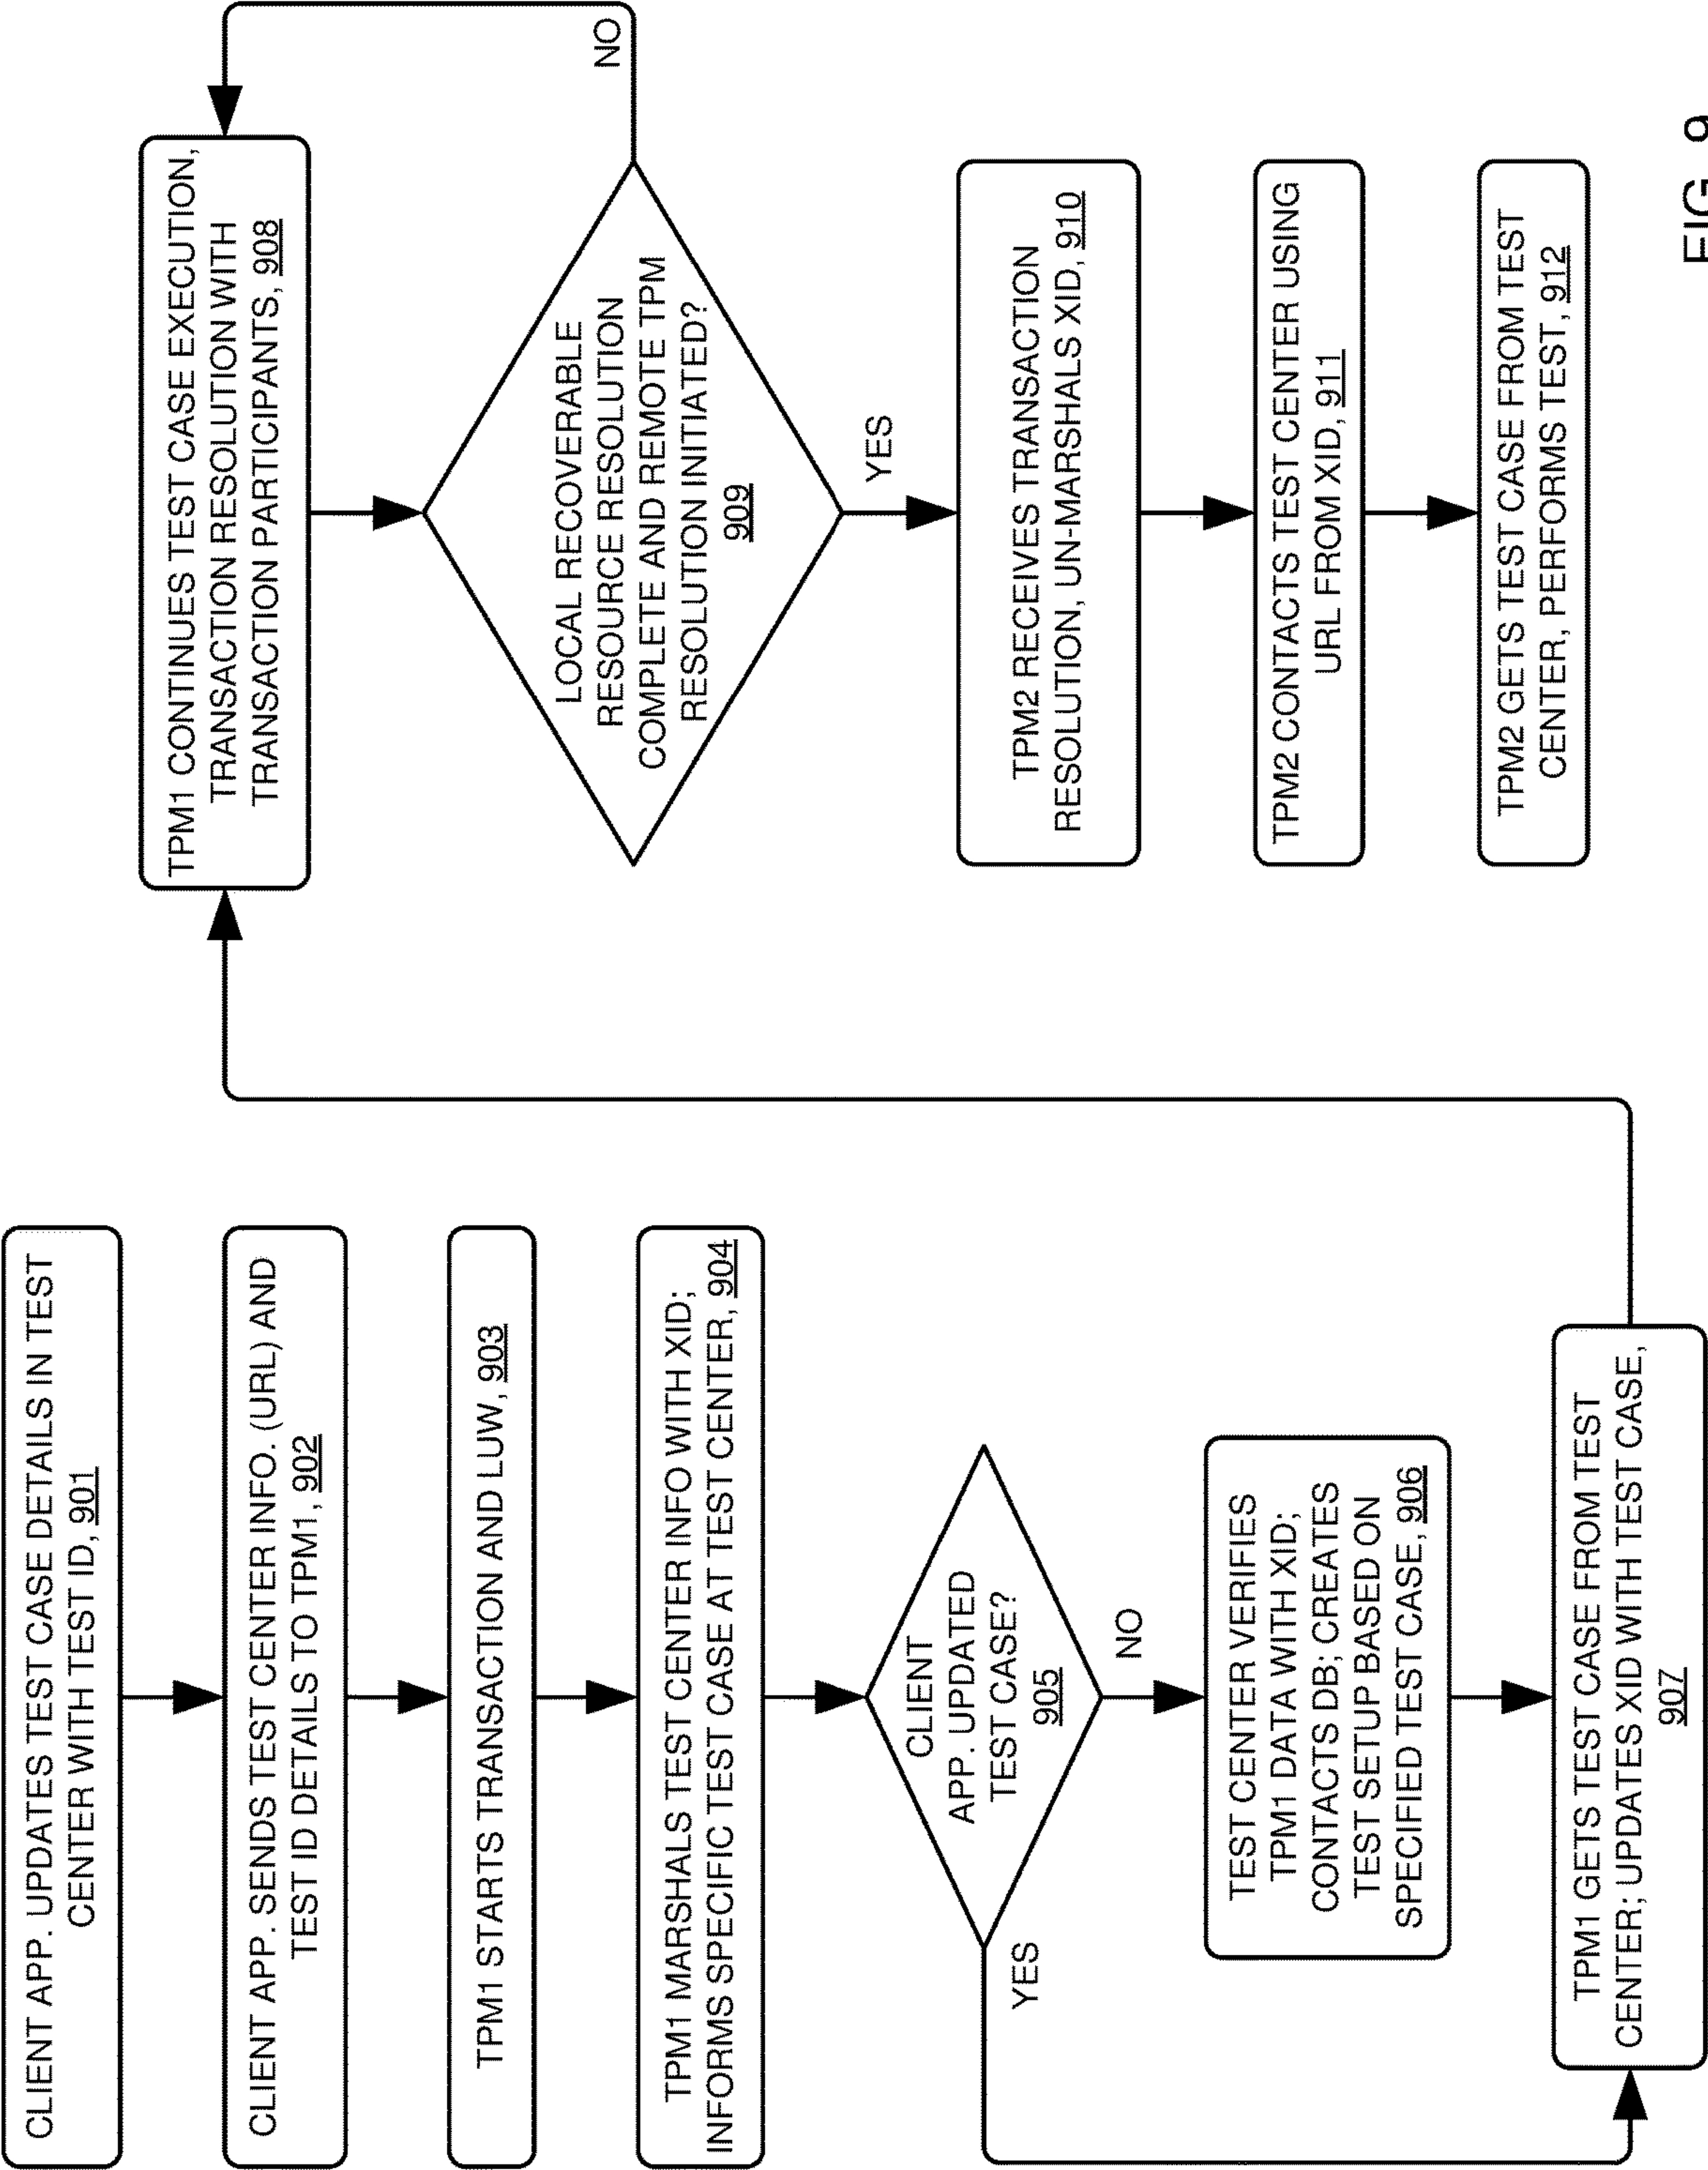 CLIENT APP. UPDATES TEST CASE DETAILS IN TEST
CENTER WITH TEST ID, 901
CLIENT APP. SENDS TEST CENTER INFO. (URL) AND
TEST ID DETAILS TO TPM1, 902
TPM1 STARTS TRANSACTION AND LUW, 903
TPM1 MARSHALS TEST CENTER INFO WITH XID;
INFORMS SPECIFIC TEST CASE AT TEST CENTER, 904
CLIENT
APP. UPDATED
TEST CASE?
905
YES
NO
TEST CENTER VERIFIES
TPM1 DATA WITH XID;
CONTACTS DB; CREATES
TEST SETUP BASED ON
SPECIFIED TEST CASE, 906
TPM1 GETS TEST CASE FROM TEST
CENTER; UPDATES XID WITH TEST CASE,
907
TPM1 CONTINUES TEST CASE EXECUTION,
TRANSACTION RESOLUTION WITH
TRANSACTION PARTICIPANTS, 908
LOCAL RECOVERABLE
RESOURCE RESOLUTION
COMPLETE AND REMOTE TPM
RESOLUTION INITIATED?
909
NO
YES
TPM2 RECEIVES TRANSACTION
RESOLUTION, UN-MARSHALS XID, 910
TPM2 CONTACTS TEST CENTER USING
URL FROM XID, 911
TPM2 GETS TEST CASE FROM TEST
CENTER, PERFORMS TEST, 912
FIG. 9